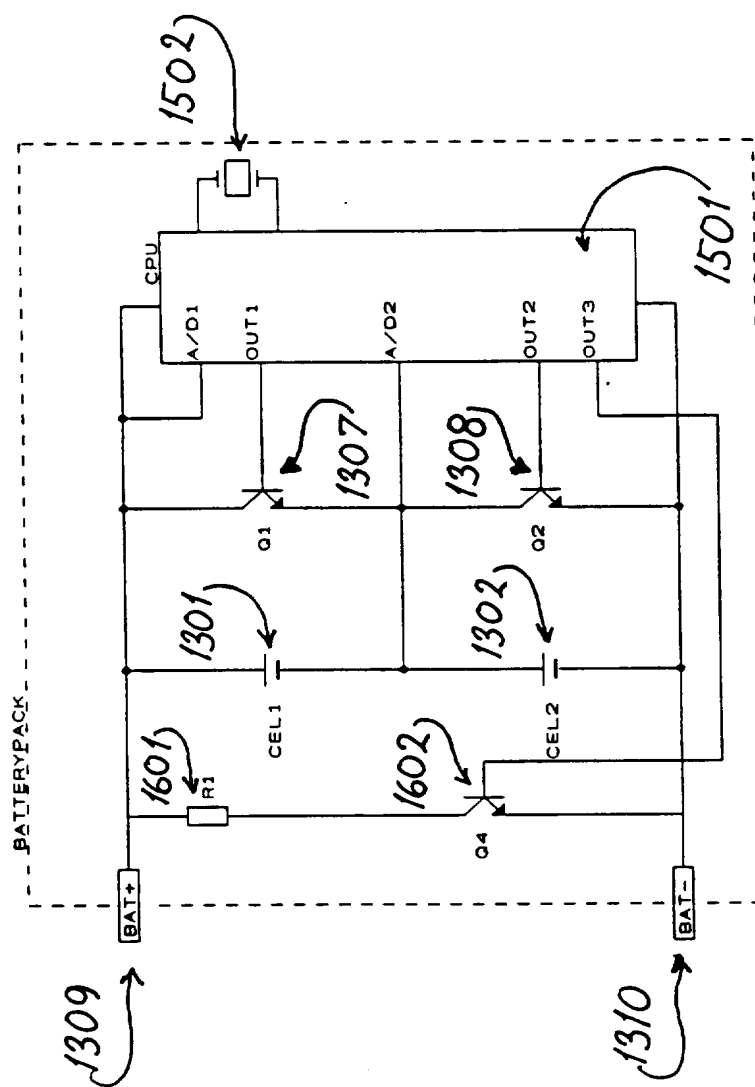 1502
BATTERYPACK
CPU
A/D1
OUT1
A/D2
OUT2
OUT3
1501
1307
1308
Q1
Q2
1301
1302
CEL1
CEL2
1601
R1
1602
Q4
BAT+
BAT-
1309
1310